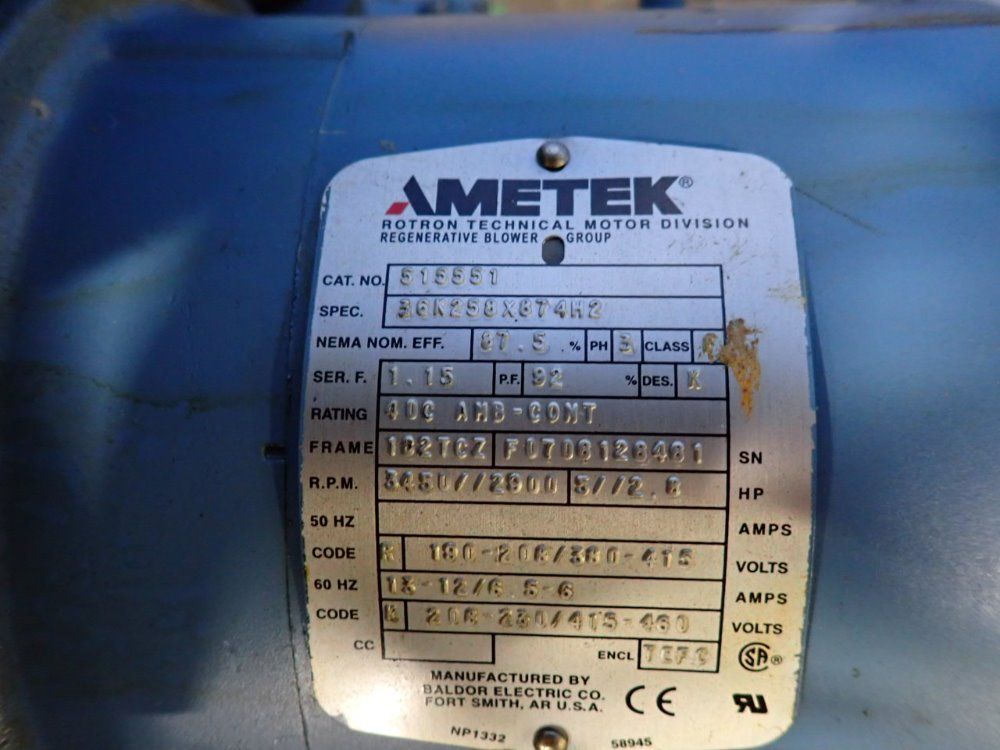 AMETEK®
ROTRON TECHNICAL MOTOR DIVISION
REGENERATIVE BLOWER GROUP
CAT. NO. 515551
SPEC. 36K258X874H2
NEMA NOM. EFF. 87.5 % PH 3 CLASS
SER. F. 1.15 P.F. 92 % DES. K
RATING 40C AMB-CONT
FRAME 182TCZ F0708128481 SN
R.P.M. 3450//2900 5//2.8 HP
50 HZ AMPS
CODE 190-208/380-415 VOLTS
60 HZ 13-12/6.5-6 AMPS
CODE 208-230/415-460 VOLTS
CC ENCL TEFC SA®
MANUFACTURED BY
BALDOR ELECTRIC CO.
FORT SMITH, AR U.S.A. CE
NP1332 58945